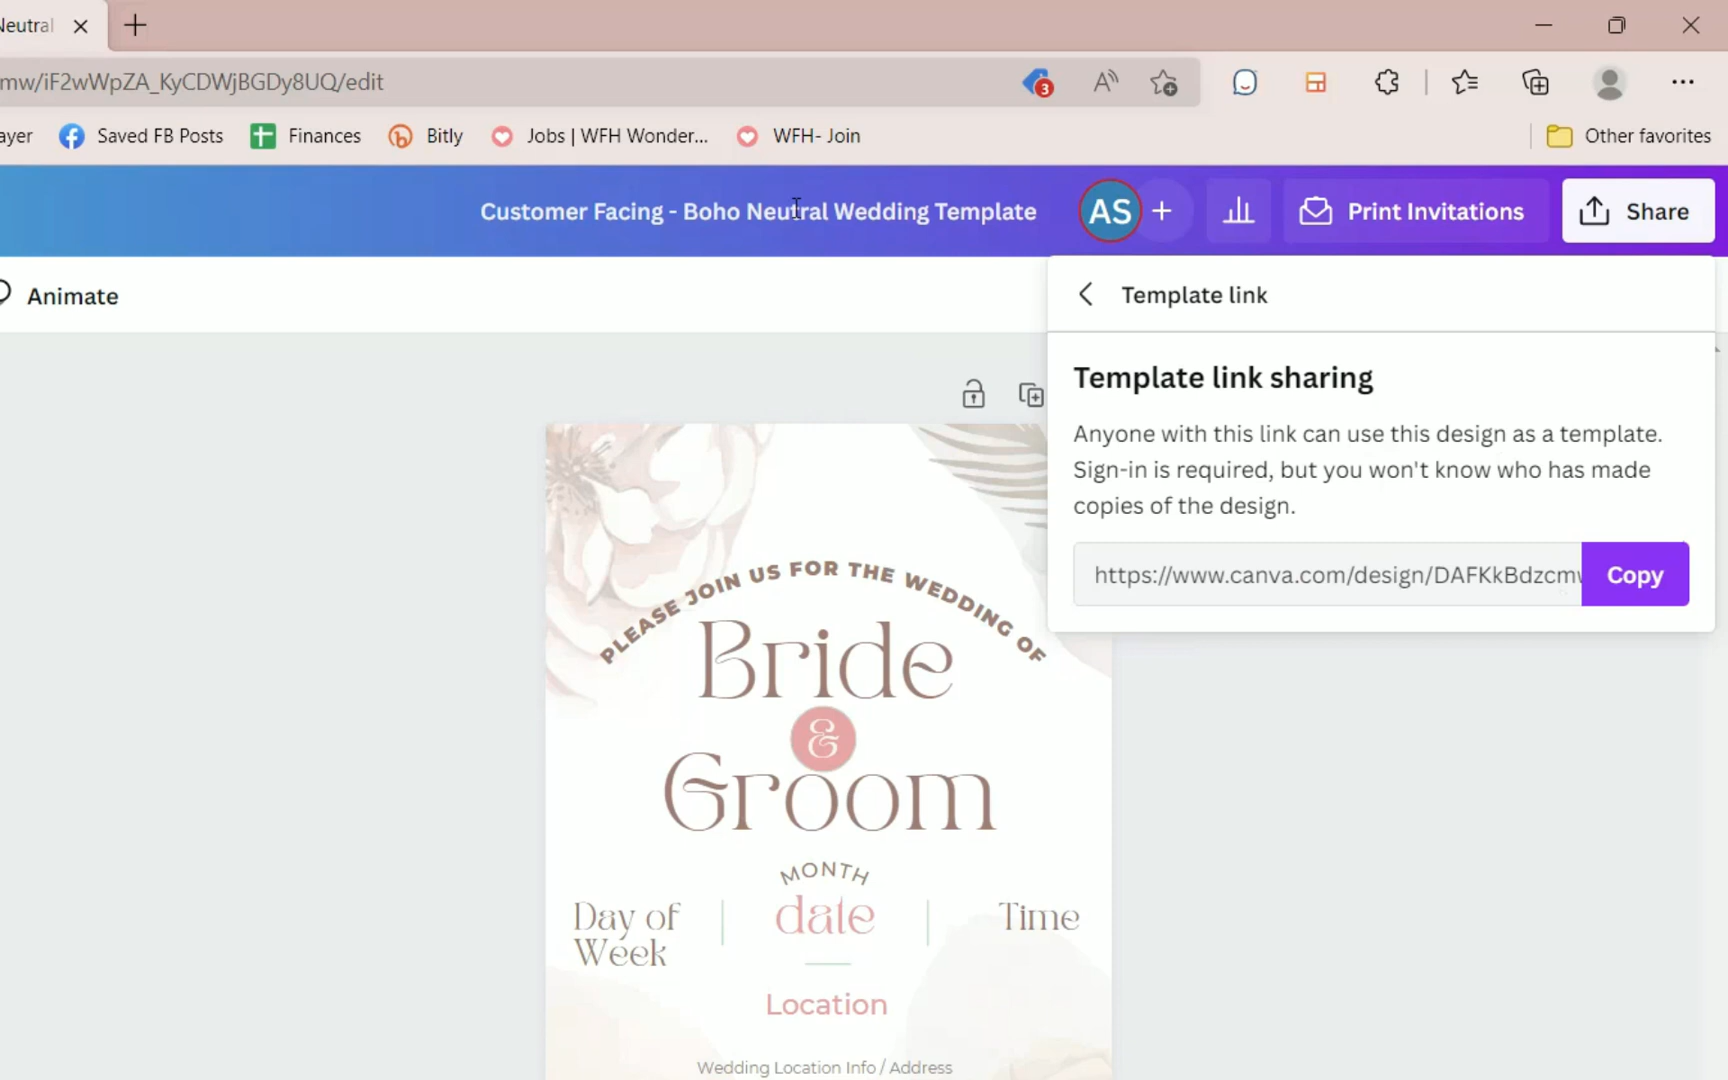 Neutral
mw/iF2wWpZA_KyCDWjBGDy8UQ/edit
3
A
ayer
Saved FB Posts
Finances
Bitly
Jobs | WFH Wonder...
WFH- Join
Other favorites
Customer Facing - Boho Neutral Wedding Template
AS
Print Invitations
Share
Animate
Template link
Template link sharing
Anyone with this link can use this design as a template.
Sign-in is required, but you won't know who has made
copies of the design.
https://www.canva.com/design/DAFKkBdzcmw
Copy
PLEASE JOIN US FOR THE WEDDING OF
Bride
&
Groom
MONTH
Day of
Week
date
Time
Location
Wedding Location Info / Address